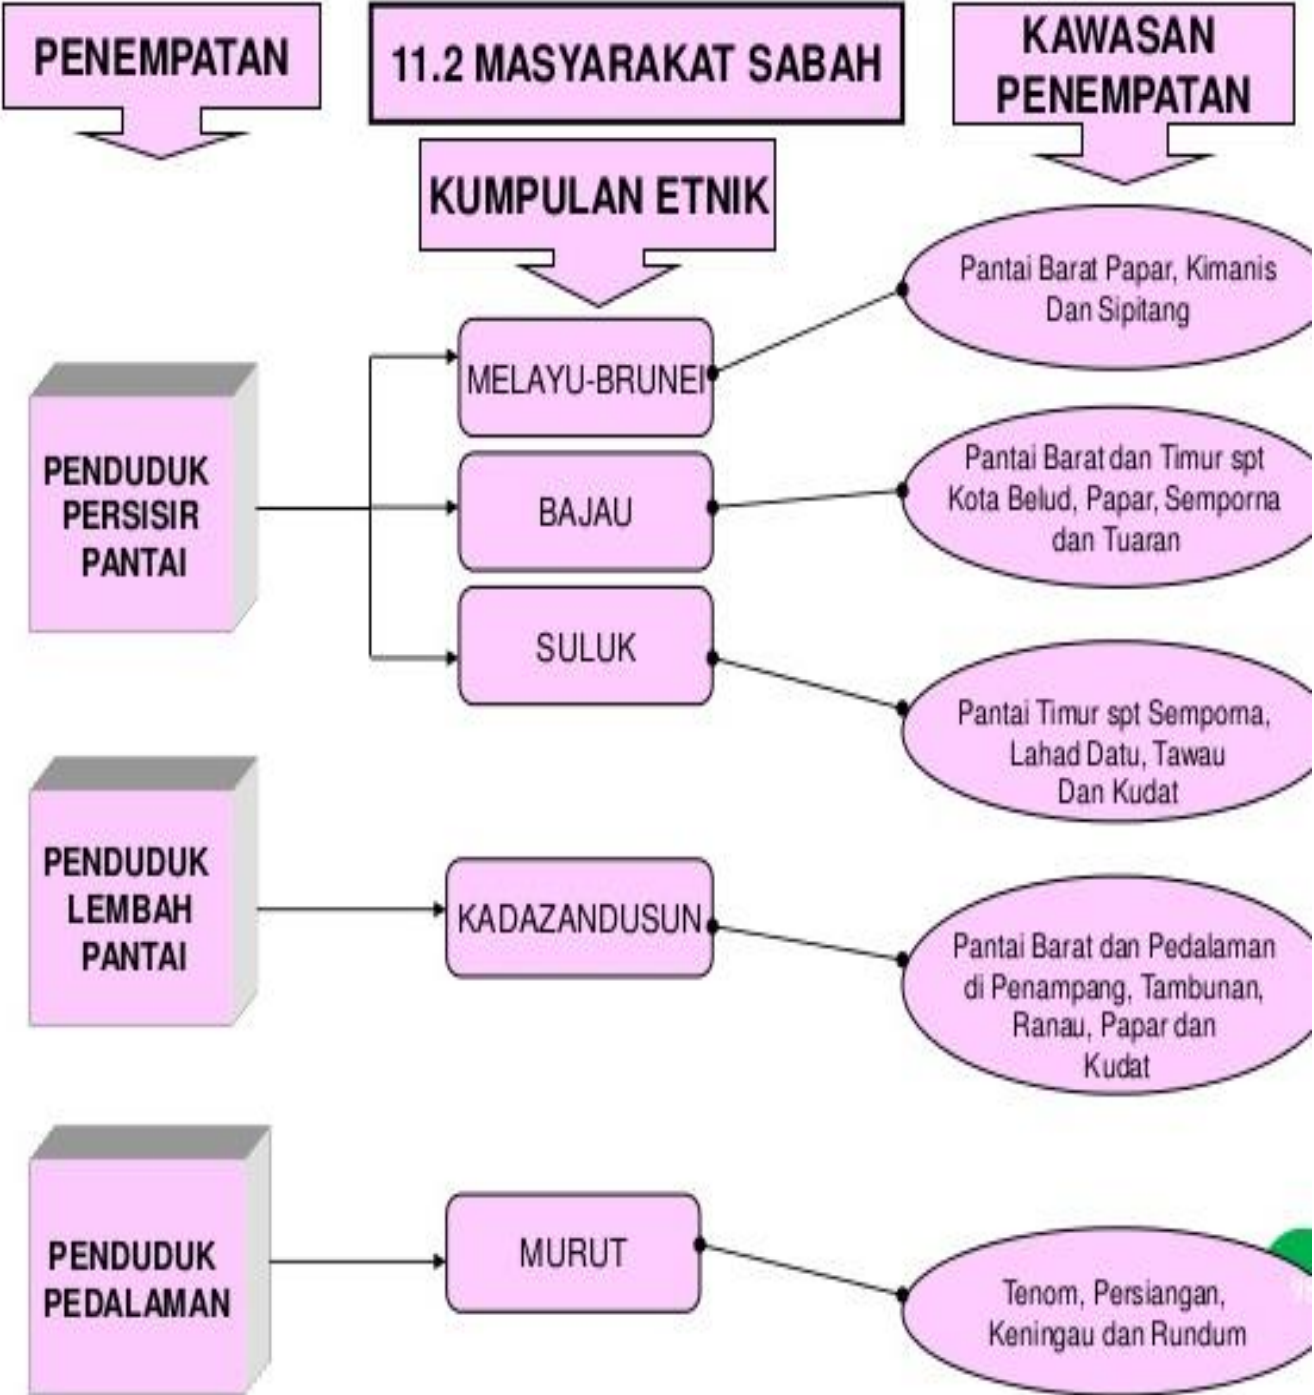 PENEMPATAN
11.2 MASYARAKAT SABAH
KAWASAN
PENEMPATAN
KUMPULAN ETNIK
PENDUDUK
PERSISIR
PANTAI
MELAYU-BRUNEI
Pantai Barat Papar, Kimanis
Dan Sipitang
BAJAU
Pantai Barat dan Timur spt
Kota Belud, Papar, Semporna
dan Tuaran
SULUK
Pantai Timur spt Semporna,
Lahad Datu, Tawau
Dan Kudat
PENDUDUK
LEMBAH
PANTAI
KADAZANDUSUN
Pantai Barat dan Pedalaman
di Penampang, Tambunan,
Ranau, Papar dan
Kudat
PENDUDUK
PEDALAMAN
MURUT
Tenom, Persiangan,
Keningau dan Rundum